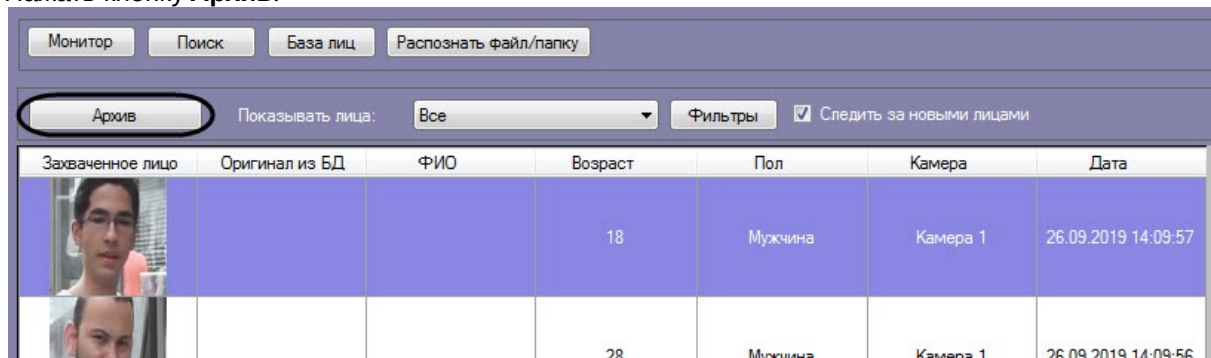 Нажать кнопку Архив.
Монитор Поиск База лиц Распознать файл/папку
Архив Показывать лица: Все Фильтры Следить за новыми лицами
Захваченное лицо Оригинал из БД ФИО Возраст Пол Камера Дата
18 Мужчина Камера 1 26.09.2019 14:09:57
28 Мужчина Камера 1 26.09.2019 14:09:56